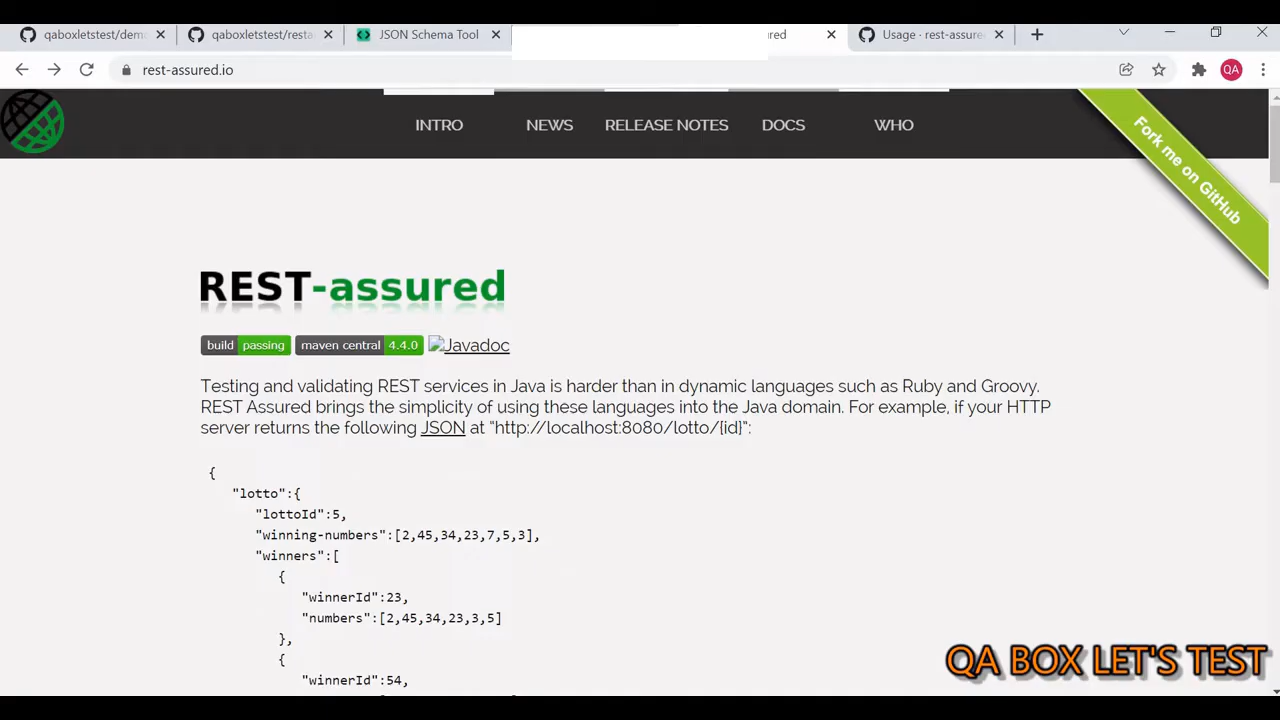 qaboxletstest/dem
qaboxletstest/resta
JSON Schema Tool
Usage · rest-assure
rest-assured.io
QA
INTRO
NEWS
RELEASE NOTES
DOCS
WHO
Fork me on GitHub
REST-assured
build passing
maven central 4.4.0
Javadoc
Testing and validating REST services in Java is harder than in dynamic languages such as Ruby and Groovy.
REST Assured brings the simplicity of using these languages into the Java domain. For example, if your HTTP
server returns the following JSON at “http://localhost:8080/lotto/{id}“:
{
"lotto":{
"lottoId":5,
"winning-numbers":[2,45,34,23,7,5,3],
"winners":[
{
"winnerId":23,
"numbers":[2,45,34,23,3,5]
},
{
"winnerId":54,
QA BOX LET'S TEST